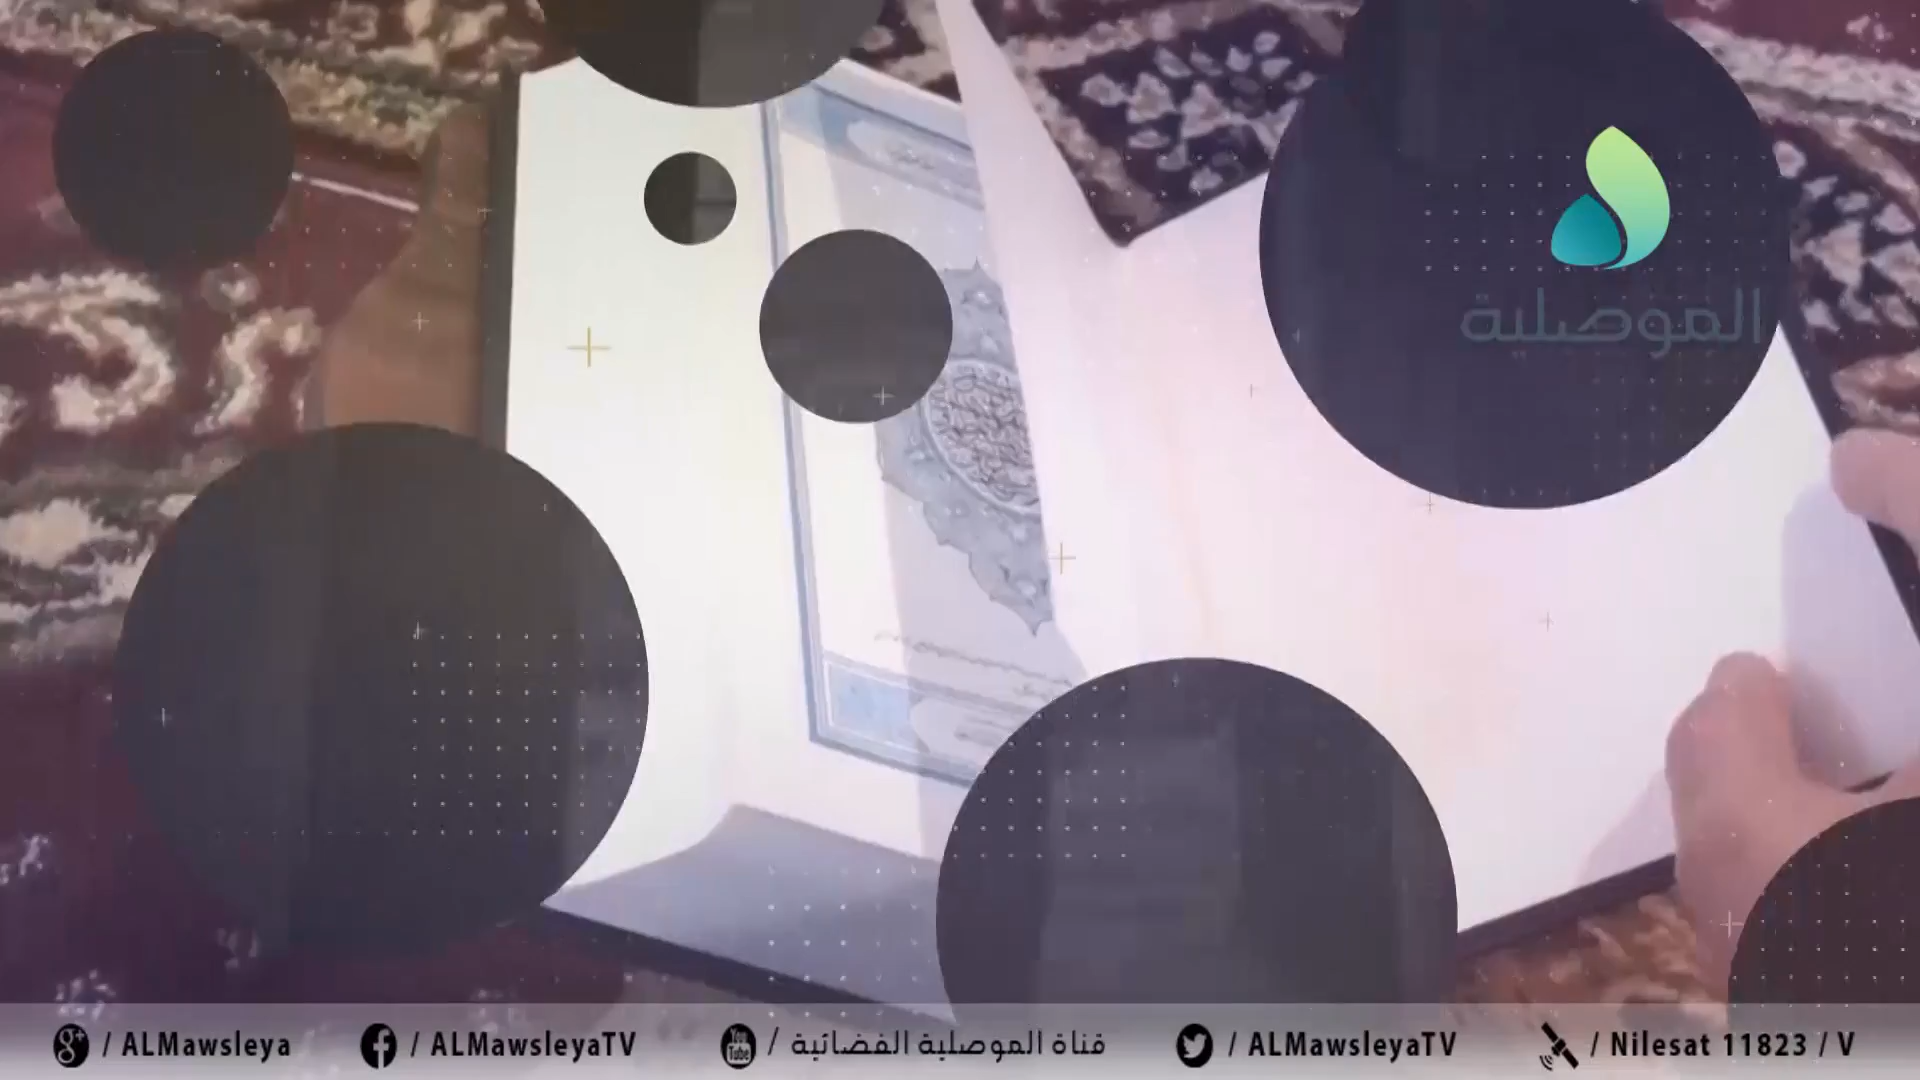 الموصلية
/ ALMawsleya
/ ALMawsleyaTV
/ قناة الموصلية الفضائية
/ ALMawsleyaTV
/ Nilesat 11823 / V